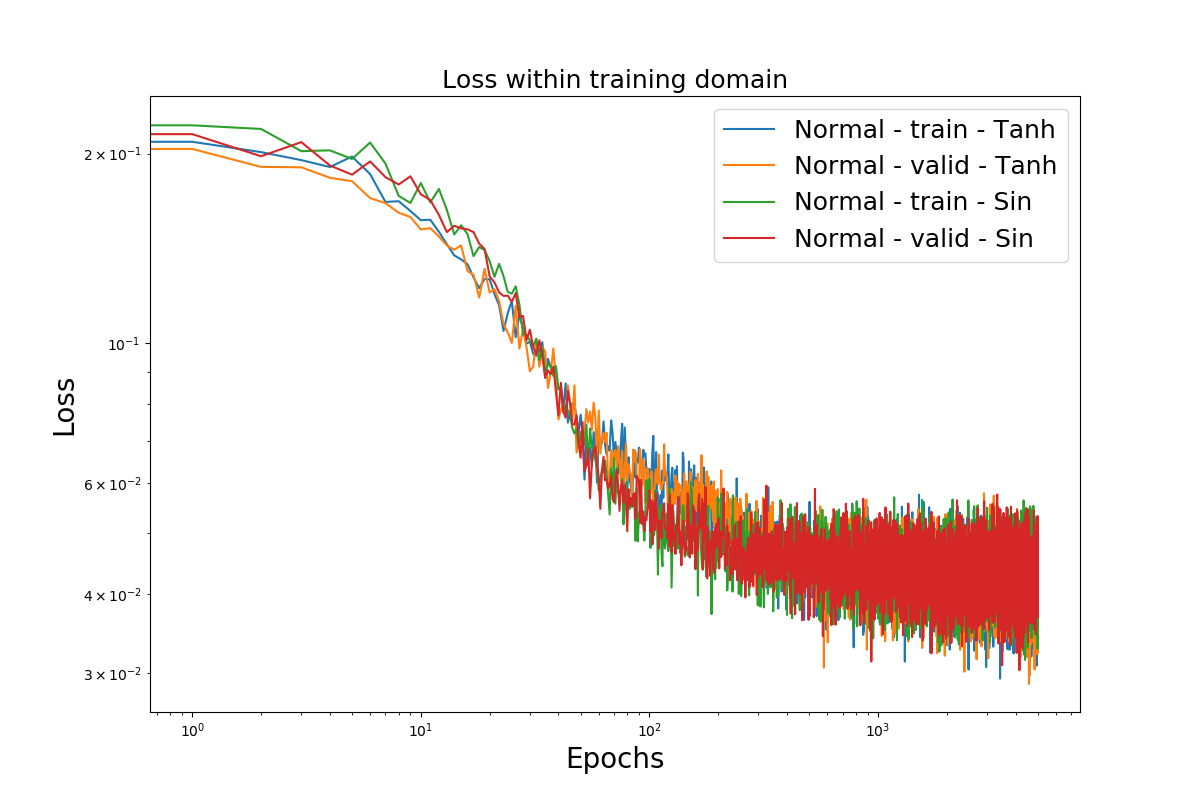 Loss within training domain
Normal - train - Tanh
Normal - valid - Tanh
Normal - train - Sin
Normal - valid - Sin
2 × 10⁻¹
10⁻¹
6 × 10⁻²
4 × 10⁻²
3 × 10⁻²
Loss
10⁰ 10¹ 10² 10³
Epochs